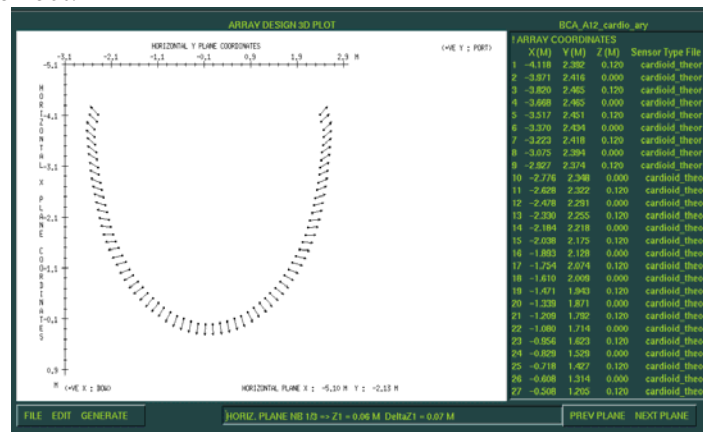 ARRAY DESIGN 3D PLOT
BCA_A12_cardio_ary
HORIZONTAL Y PLANE COORDINATES
(+VE Y : PORT)
-3,1 -2,1 -1,1 -0,1 0,9 1,9 2,9 M
-5,1
-4,1
-3,1
-2,1
-1,1
-0,1
0,9
HORIZONTAL X PLANE COORDINATES
M (+VE X : BOW)
HORIZONTAL PLANE X : -5,10 M Y : -2,13 M
! ARRAY COORDINATES
X (M) Y (M) Z (M) Sensor Type File
1 -4.118 2.392 0.120 cardioid_theor
2 -3.971 2.416 0.000 cardioid_theor
3 -3.820 2.465 0.120 cardioid_theor
4 -3.668 2.465 0.000 cardioid_theor
5 -3.517 2.451 0.120 cardioid_theor
6 -3.370 2.434 0.000 cardioid_theor
7 -3.223 2.418 0.120 cardioid_theor
8 -3.075 2.394 0.000 cardioid_theor
9 -2.927 2.374 0.120 cardioid_theor
10 -2.776 2.348 0.000 cardioid_theo
11 -2.628 2.322 0.120 cardioid_theo
12 -2.478 2.291 0.000 cardioid_theo
13 -2.330 2.255 0.120 cardioid_theo
14 -2.184 2.218 0.000 cardioid_theo
15 -2.038 2.175 0.120 cardioid_theo
16 -1.893 2.128 0.000 cardioid_theo
17 -1.754 2.074 0.120 cardioid_theo
18 -1.610 2.009 0.000 cardioid_theo
19 -1.471 1.943 0.120 cardioid_theo
20 -1.339 1.871 0.000 cardioid_theo
21 -1.209 1.792 0.120 cardioid_theo
22 -1.080 1.714 0.000 cardioid_theo
23 -0.956 1.623 0.120 cardioid_theo
24 -0.829 1.529 0.000 cardioid_theo
25 -0.718 1.427 0.120 cardioid_theo
26 -0.608 1.314 0.000 cardioid_theo
27 -0.508 1.205 0.120 cardioid_theo
FILE EDIT GENERATE
HORIZ. PLANE NB 1/3 => Z1 = 0.06 M DeltaZ1 = 0.07 M
PREV PLANE NEXT PLANE